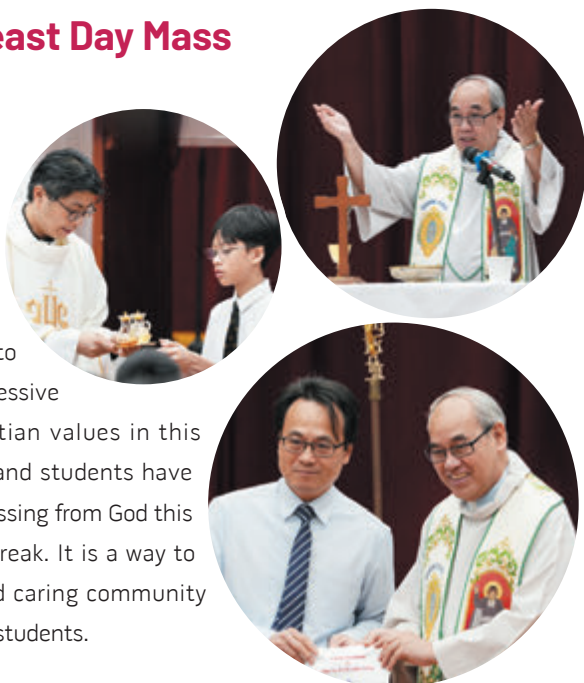 east Day Mass
to
essive
tian values in this
and students have
ssing from God this
reak. It is a way to
d caring community
students.